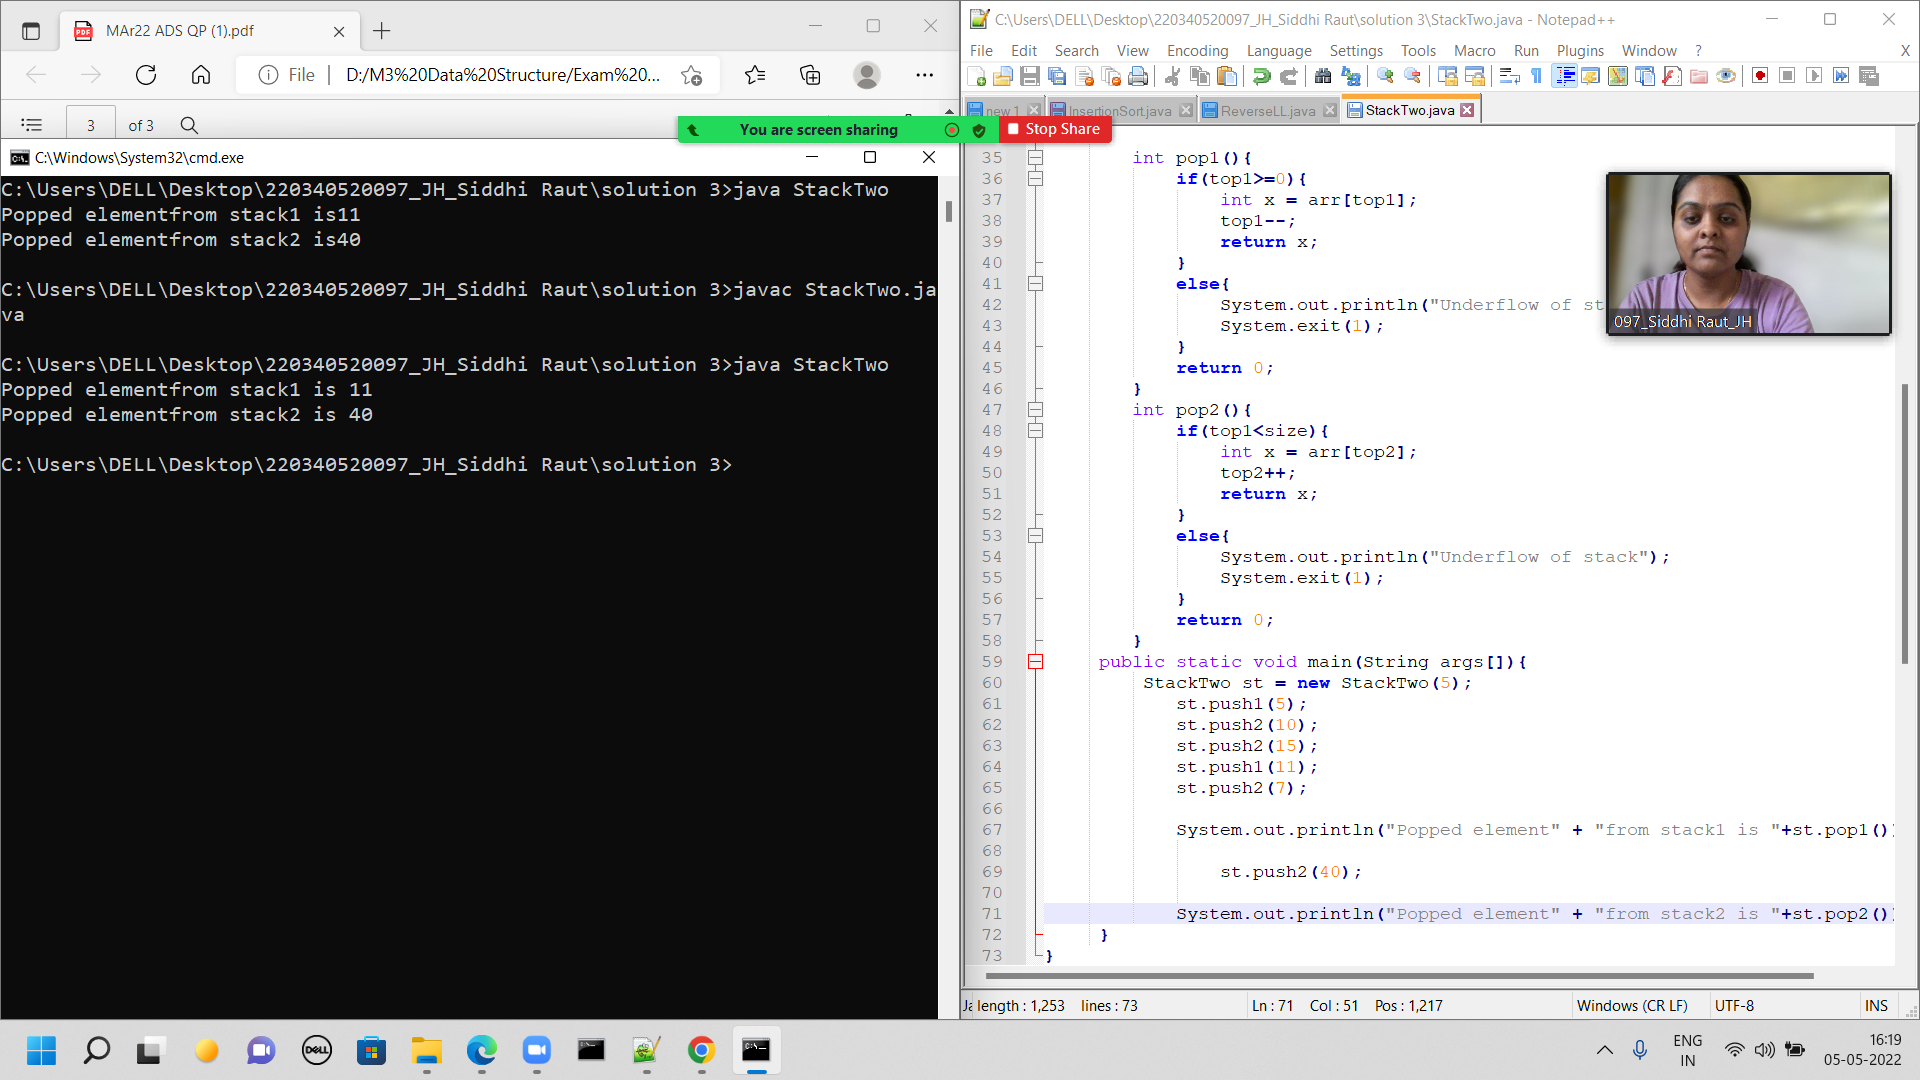 MAr22 ADS QP (1).pdf
File
D:/M3%20Data%20Structure/Exam%20...
3 of 3
You are screen sharing
Stop Share
C:\Windows\System32\cmd.exe
C:\Users\DELL\Desktop\220340520097_JH_Siddhi Raut\solution 3>java StackTwo
Popped elementfrom stack1 is11
Popped elementfrom stack2 is40
C:\Users\DELL\Desktop\220340520097_JH_Siddhi Raut\solution 3>javac StackTwo.ja
va
C:\Users\DELL\Desktop\220340520097_JH_Siddhi Raut\solution 3>java StackTwo
Popped elementfrom stack1 is 11
Popped elementfrom stack2 is 40
C:\Users\DELL\Desktop\220340520097_JH_Siddhi Raut\solution 3>
C:\Users\DELL\Desktop\220340520097_JH_Siddhi Raut\solution 3\StackTwo.java - Notepad++
File Edit Search View Encoding Language Settings Tools Macro Run Plugins Window ? X
new 1 InsertionSort.java ReverseLL.java StackTwo.java
35 int pop1(){
36 if(top1>=0){
37 int x = arr[top1];
38 top1--;
39 return x;
40 }
41 else{
42 System.out.println("Underflow of st
43 System.exit(1);
44 }
45 return 0;
46 }
47 int pop2(){
48 if(top1<size){
49 int x = arr[top2];
50 top2++;
51 return x;
52 }
53 else{
54 System.out.println("Underflow of stack");
55 System.exit(1);
56 }
57 return 0;
58 }
59 public static void main(String args[]){
60 StackTwo st = new StackTwo(5);
61 st.push1(5);
62 st.push2(10);
63 st.push2(15);
64 st.push1(11);
65 st.push2(7);
66
67 System.out.println("Popped element" + "from stack1 is "+st.pop1()
68
69 st.push2(40);
70
71 System.out.println("Popped element" + "from stack2 is "+st.pop2()
72 }
73 }
097_Siddhi Raut_JH
Ja length : 1,253 lines : 73 Ln : 71 Col : 51 Pos : 1,217 Windows (CR LF) UTF-8 INS
DELL
ENG
IN
16:19
05-05-2022